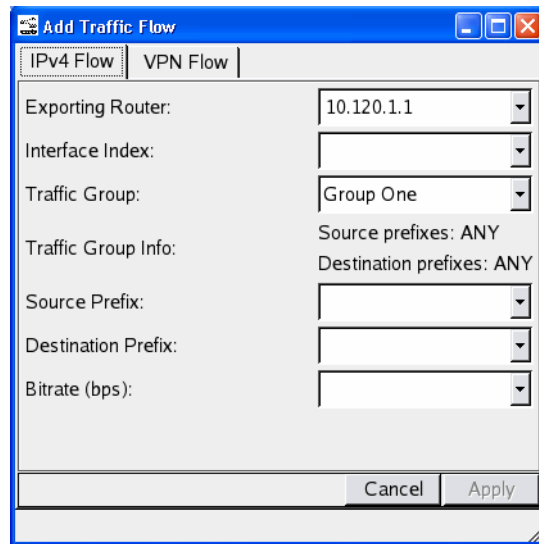 Add Traffic Flow
IPv4 Flow VPN Flow
Exporting Router: 10.120.1.1
Interface Index:
Traffic Group: Group One
Traffic Group Info: Source prefixes: ANY
Destination prefixes: ANY
Source Prefix:
Destination Prefix:
Bitrate (bps):
Cancel Apply